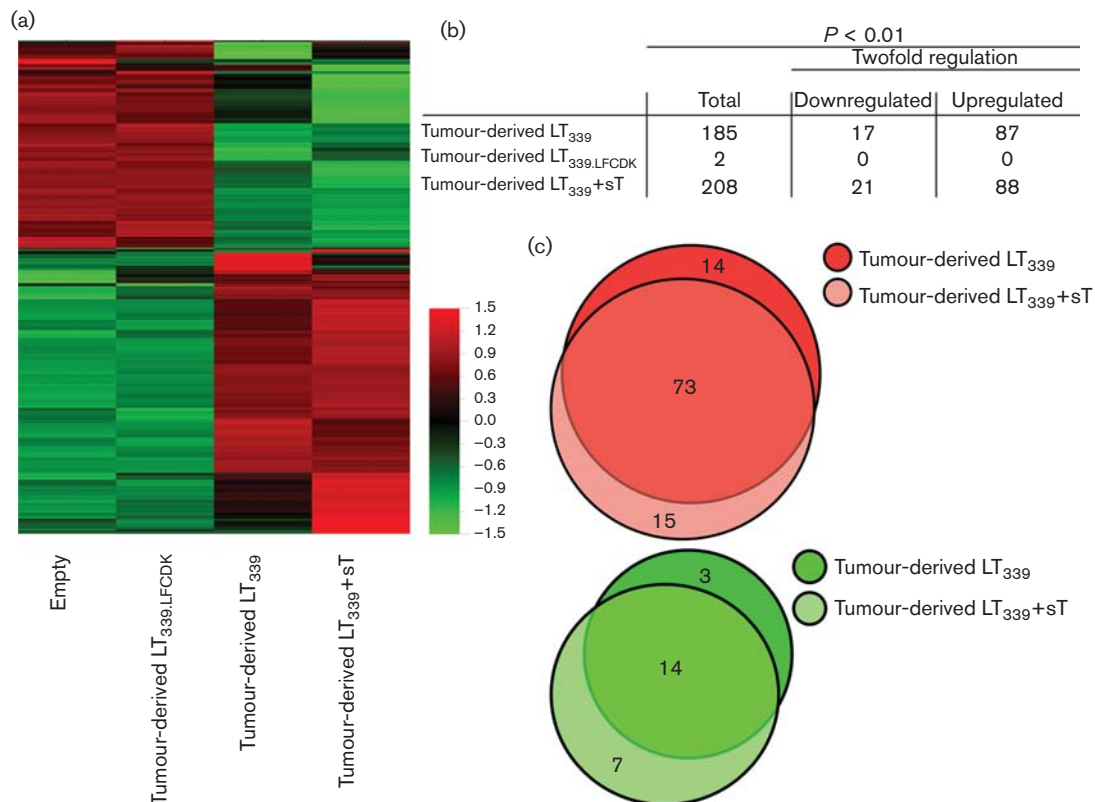 (a)
1.5
0.9
0.6
0.3
0.0
−0.3
−0.6
−0.9
−1.5
Empty
Tumour-derived LT339.LFCDK
Tumour-derived LT339
Tumour-derived LT339+sT
(b)
P < 0.01
Twofold regulation
Total Downregulated Upregulated
Tumour-derived LT339 185 17 87
Tumour-derived LT339.LFCDK 2 0 0
Tumour-derived LT339+sT 208 21 88
(c)
14
73
15
Tumour-derived LT339
Tumour-derived LT339+sT
3
14
7
Tumour-derived LT339
Tumour-derived LT339+sT